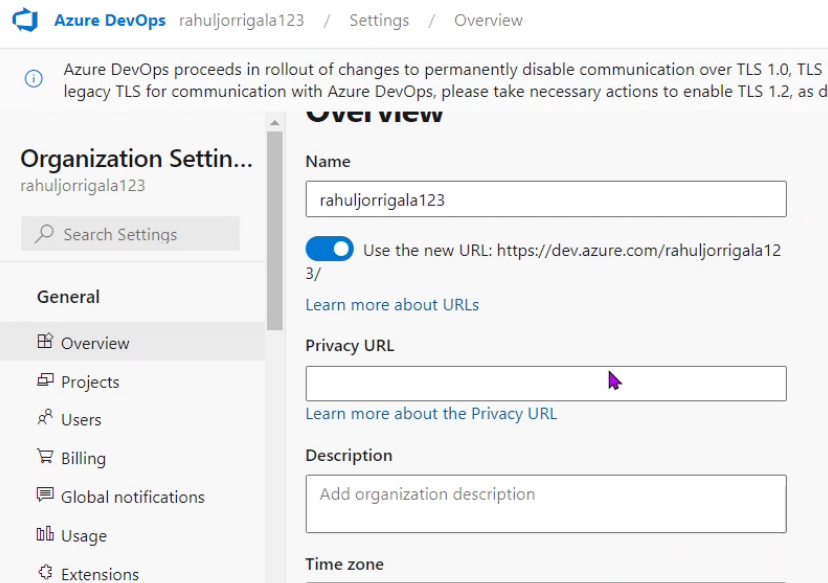 Azure DevOps rahuljorrigala123 / Settings / Overview
Azure DevOps proceeds in rollout of changes to permanently disable communication over TLS 1.0, TLS
legacy TLS for communication with Azure DevOps, please take necessary actions to enable TLS 1.2, as d
Organization Settin...
rahuljorrigala123
Search Settings
General
Overview
Projects
Users
Billing
Global notifications
Usage
Extensions
Overview
Name
rahuljorrigala123
Use the new URL: https://dev.azure.com/rahuljorrigala12
3/
Learn more about URLs
Privacy URL
Learn more about the Privacy URL
Description
Add organization description
Time zone